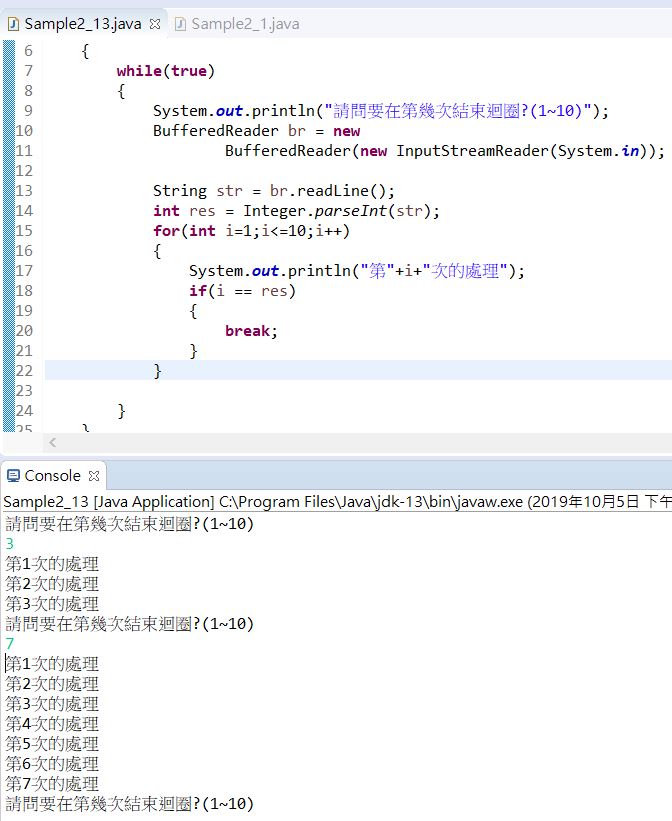 Sample2_13.java Sample2_1.java
6 {
7 while(true)
8 {
9 System.out.println("請問要在第幾次結束迴圈?(1~10)");
10 BufferedReader br = new
11 BufferedReader(new InputStreamReader(System.in));
12
13 String str = br.readLine();
14 int res = Integer.parseInt(str);
15 for(int i=1;i<=10;i++)
16 {
17 System.out.println("第"+i+"次的處理");
18 if(i == res)
19 {
20 break;
21 }
22 }
23
24 }
25 }
Console
Sample2_13 [Java Application] C:\Program Files\Java\jdk-13\bin\javaw.exe (2019年10月5日 下午
請問要在第幾次結束迴圈?(1~10)
3
第1次的處理
第2次的處理
第3次的處理
請問要在第幾次結束迴圈?(1~10)
7
第1次的處理
第2次的處理
第3次的處理
第4次的處理
第5次的處理
第6次的處理
第7次的處理
請問要在第幾次結束迴圈?(1~10)